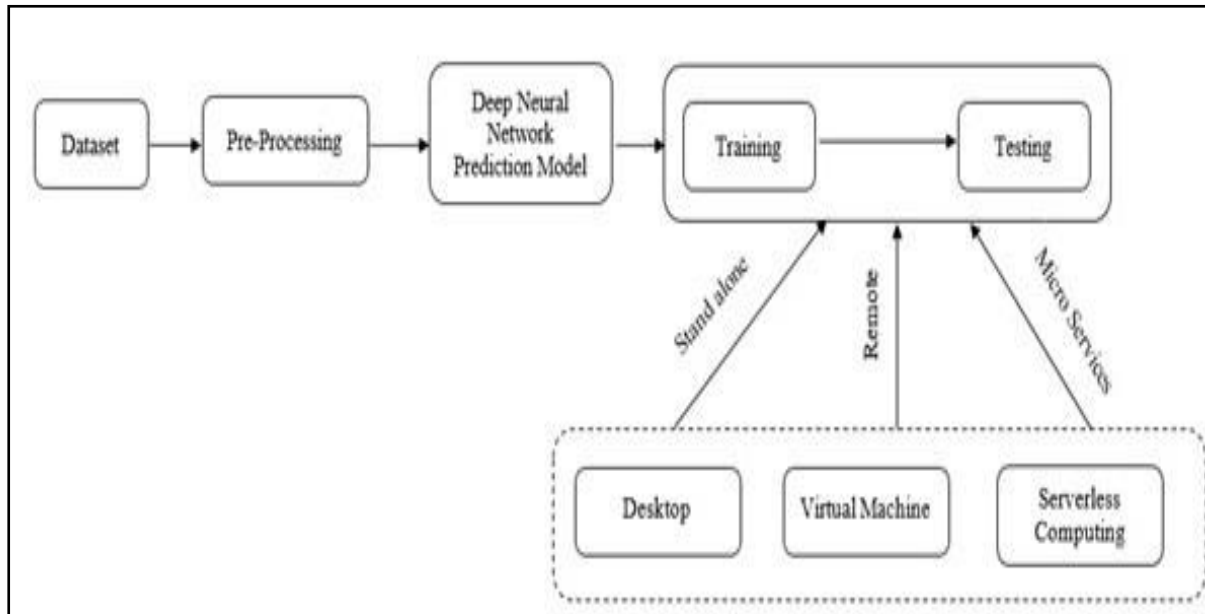 Dataset
Pre-Processing
Deep Neural
Network
Prediction Model
Training
Testing
Stand alone
Remote
Micro Services
Desktop
Virtual Machine
Serverless
Computing